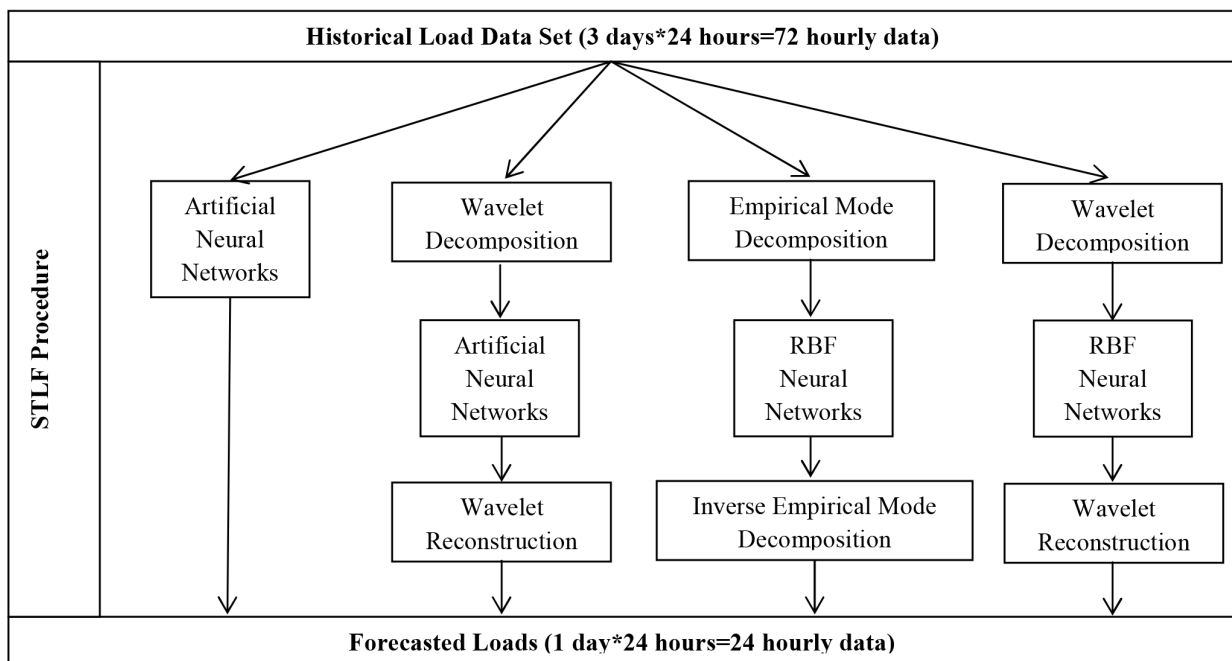 Historical Load Data Set (3 days*24 hours=72 hourly data)
STLF Procedure
Artificial
Neural
Networks
Wavelet
Decomposition
Artificial
Neural
Networks
Wavelet
Reconstruction
Empirical Mode
Decomposition
RBF
Neural
Networks
Inverse Empirical Mode
Decomposition
Wavelet
Decomposition
RBF
Neural
Networks
Wavelet
Reconstruction
Forecasted Loads (1 day*24 hours=24 hourly data)